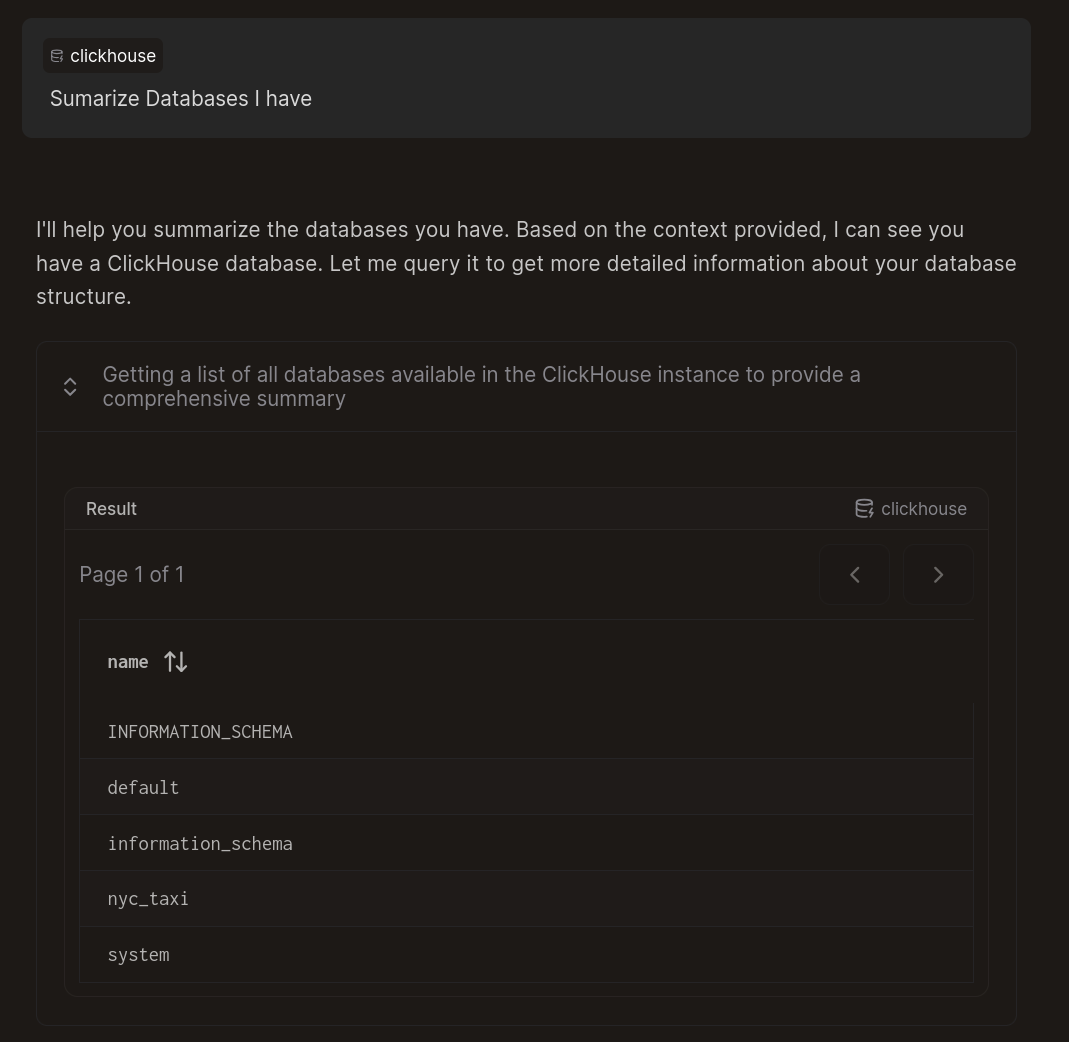 clickhouse
Sumarize Databases I have
I'll help you summarize the databases you have. Based on the context provided, I can see you
have a ClickHouse database. Let me query it to get more detailed information about your database
structure.
Getting a list of all databases available in the ClickHouse instance to provide a
comprehensive summary
Result clickhouse
Page 1 of 1
name
INFORMATION_SCHEMA
default
information_schema
nyc_taxi
system